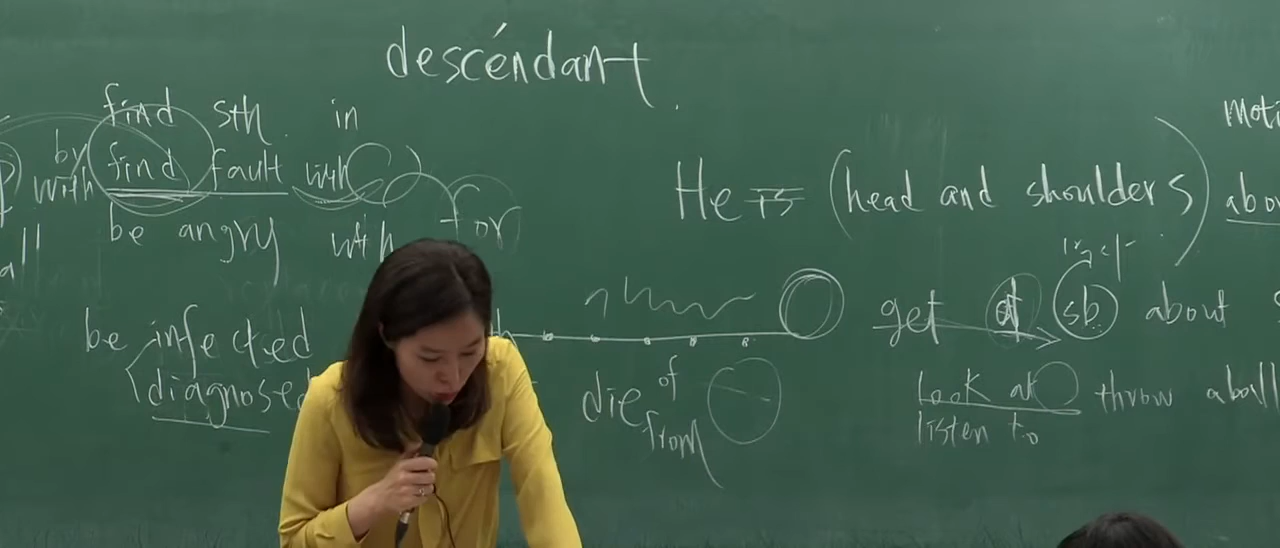 descéndant.
find sth. in
by find fault with
with
be angry with for
all
be infected
diagnosed
die of
from
He is (head and shoulders)
get at sb about
Look at throw a ball
listen to